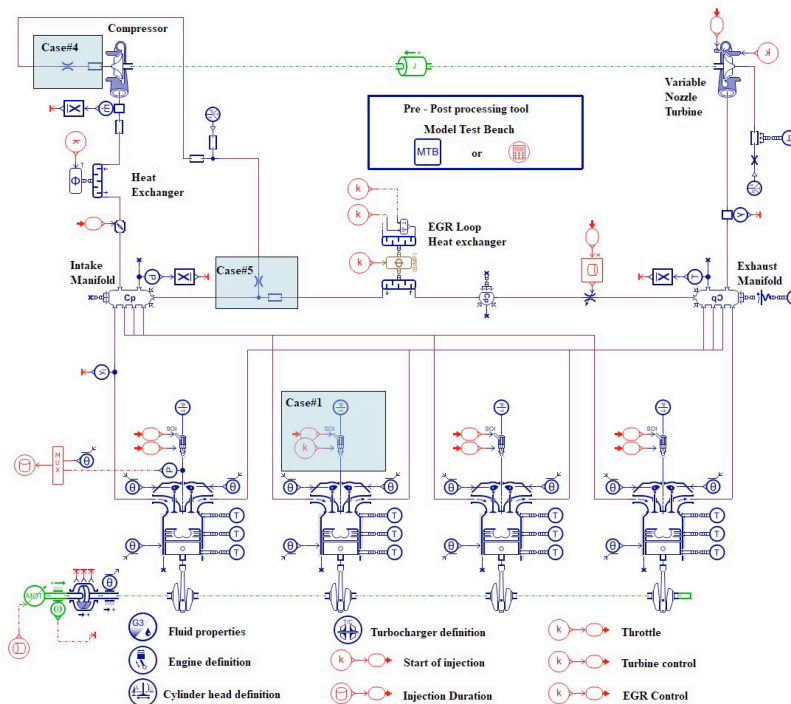 Compressor
Case#4
Variable
Nozzle
Turbine
Pre - Post processing tool
Model Test Bench
MTB
or
k
k
Heat
Exchanger
k
k
EGR Loop
Heat exchanger
k
Intake
Manifold
Case#5
Exhaust
Manifold
P
T
Cp
Cp
Case#1
SOI
SOI
SOI
SOI
k
MUX
P
θ
θ
θ
θ
θ
θ
θ
θ
θ
T
T
T
T
T
T
T
T
T
T
T
T
θ
θ
θ
θ
θ
MOT
ω
G3
Fluid properties
Turbocharger definition
k
Throttle
Engine definition
k
Start of injection
k
Turbine control
Cylinder head definition
Injection Duration
k
EGR Control